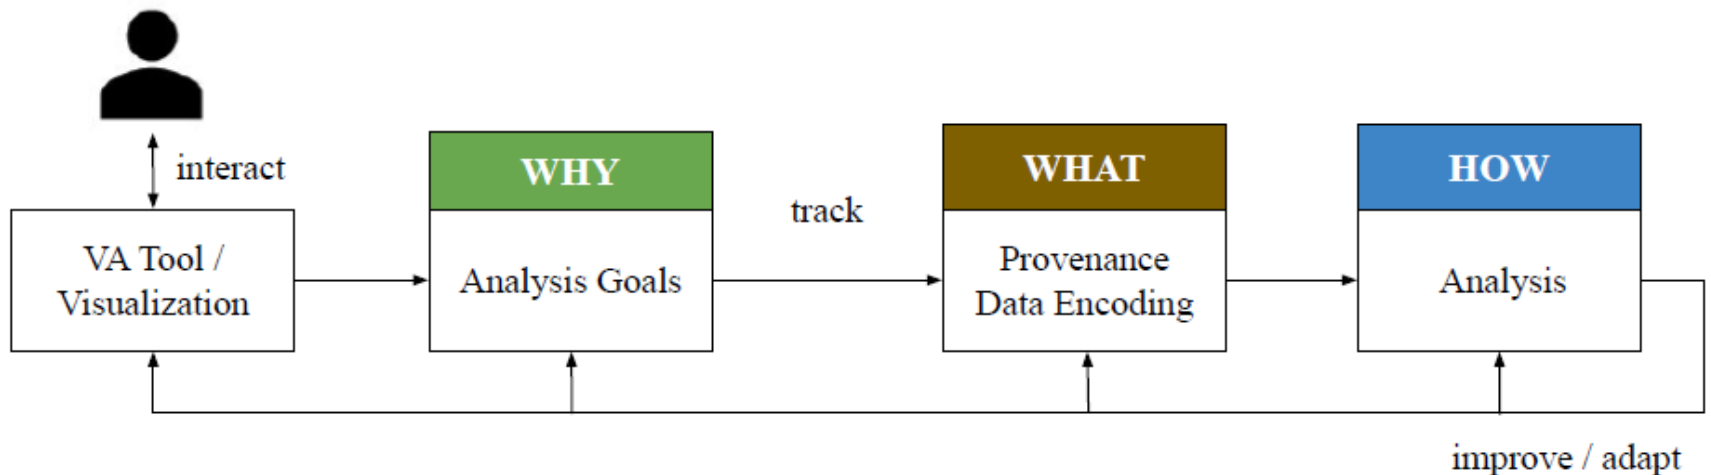 interact
VA Tool /
Visualization
WHY
Analysis Goals
track
WHAT
Provenance
Data Encoding
HOW
Analysis
improve / adapt